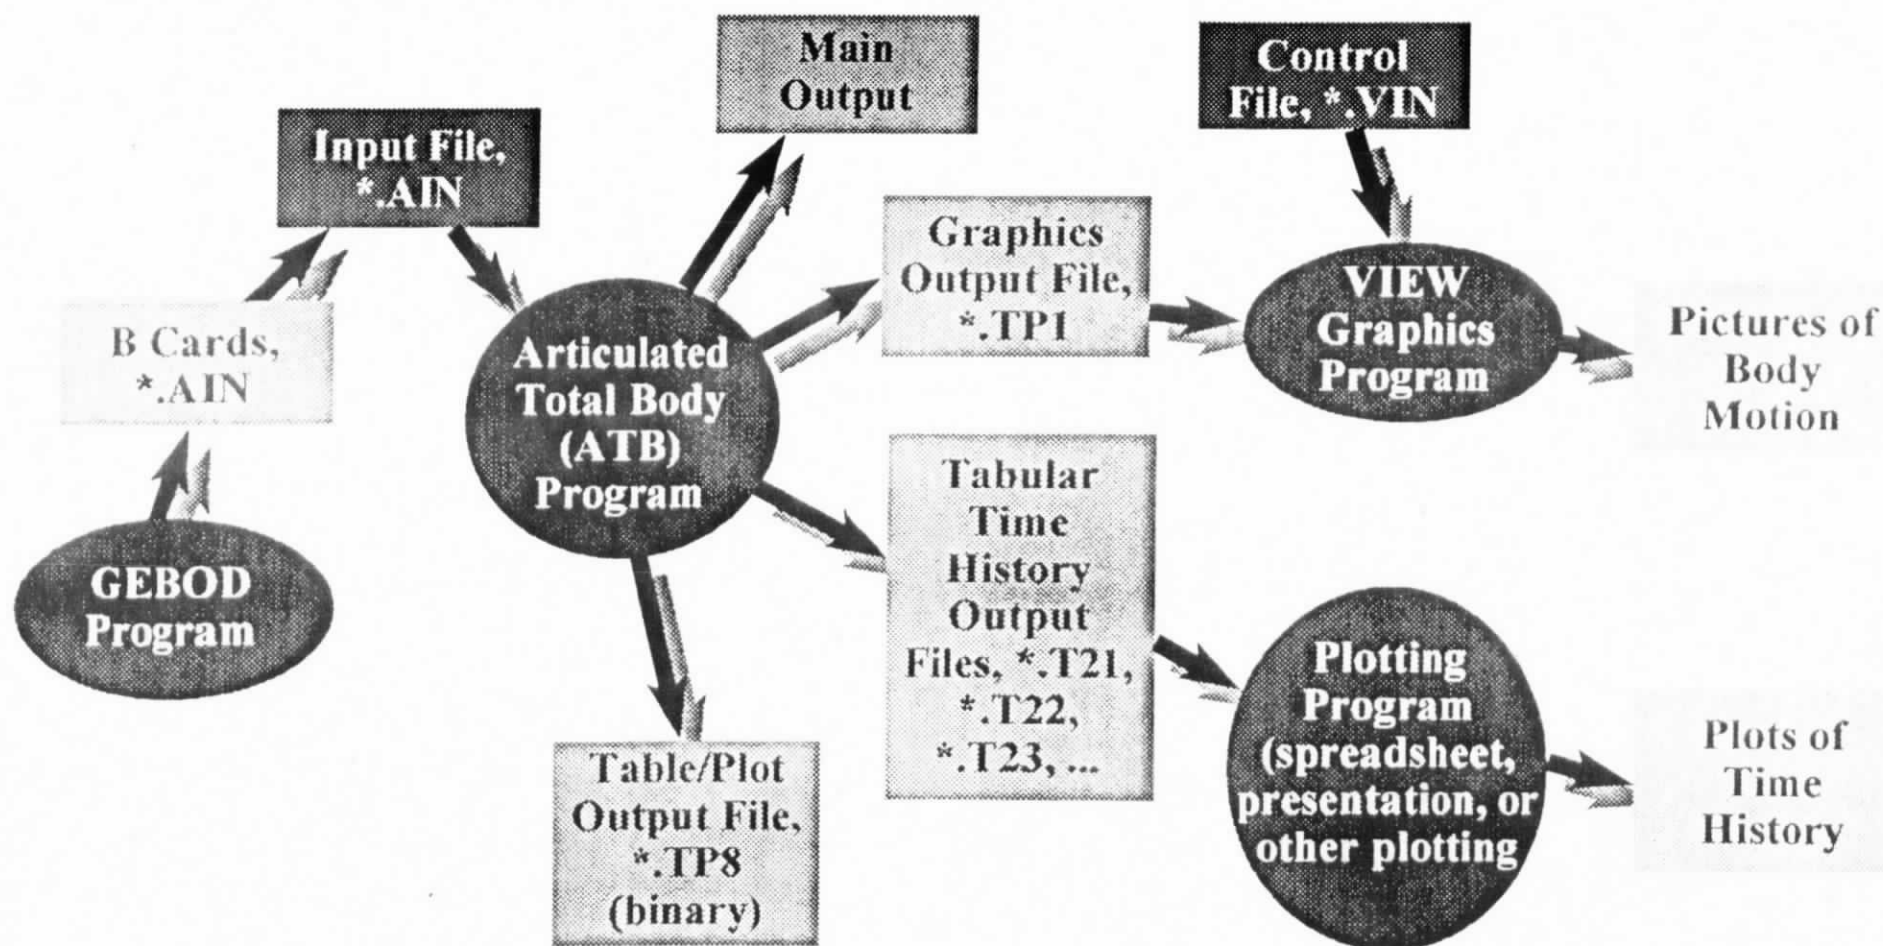 Main
Output
Control
File, *.VIN
Input File,
*.AIN
Graphics
Output File,
*.TP1
VIEW
Graphics
Program
Pictures of
Body
Motion
B Cards,
*.AIN
Articulated
Total Body
(ATB)
Program
Tabular
Time
History
Output
Files, *.T21,
*.T22,
*.T23, ...
GEBOD
Program
Plotting
Program
(spreadsheet,
presentation, or
other plotting
Plots of
Time
History
Table/Plot
Output File,
*.TP8
(binary)